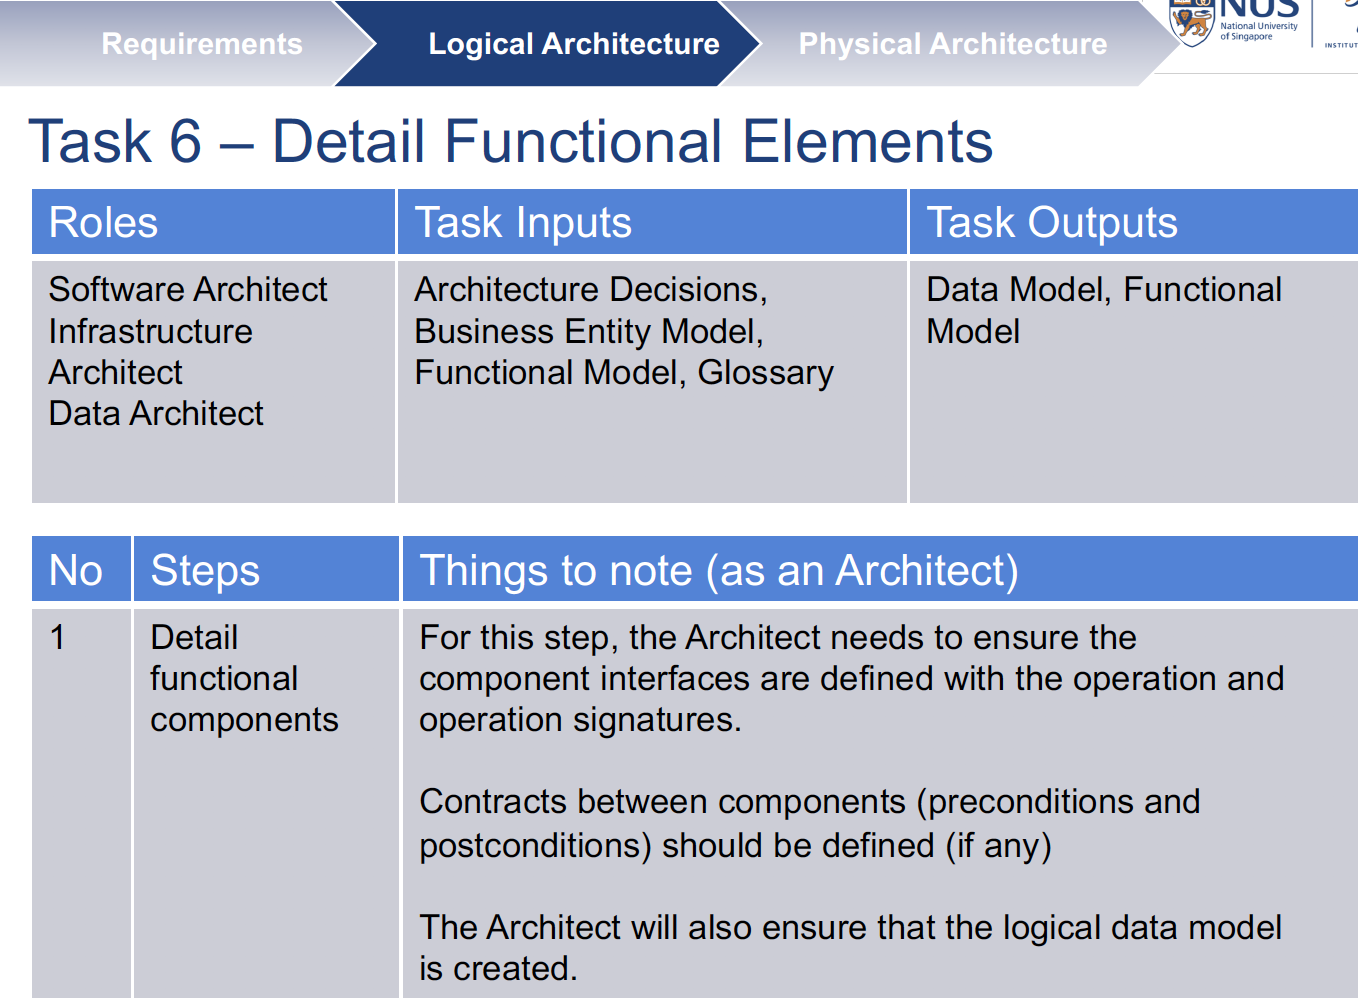 Requirements
Logical Architecture
Physical Architecture
NUS
National University
of Singapore
Task 6 – Detail Functional Elements
Roles
Task Inputs
Task Outputs
Software Architect
Infrastructure
Architect
Data Architect
Architecture Decisions,
Business Entity Model,
Functional Model, Glossary
Data Model, Functional
Model
No
Steps
Things to note (as an Architect)
1
Detail
functional
components
For this step, the Architect needs to ensure the
component interfaces are defined with the operation and
operation signatures.
Contracts between components (preconditions and
postconditions) should be defined (if any)
The Architect will also ensure that the logical data model
is created.